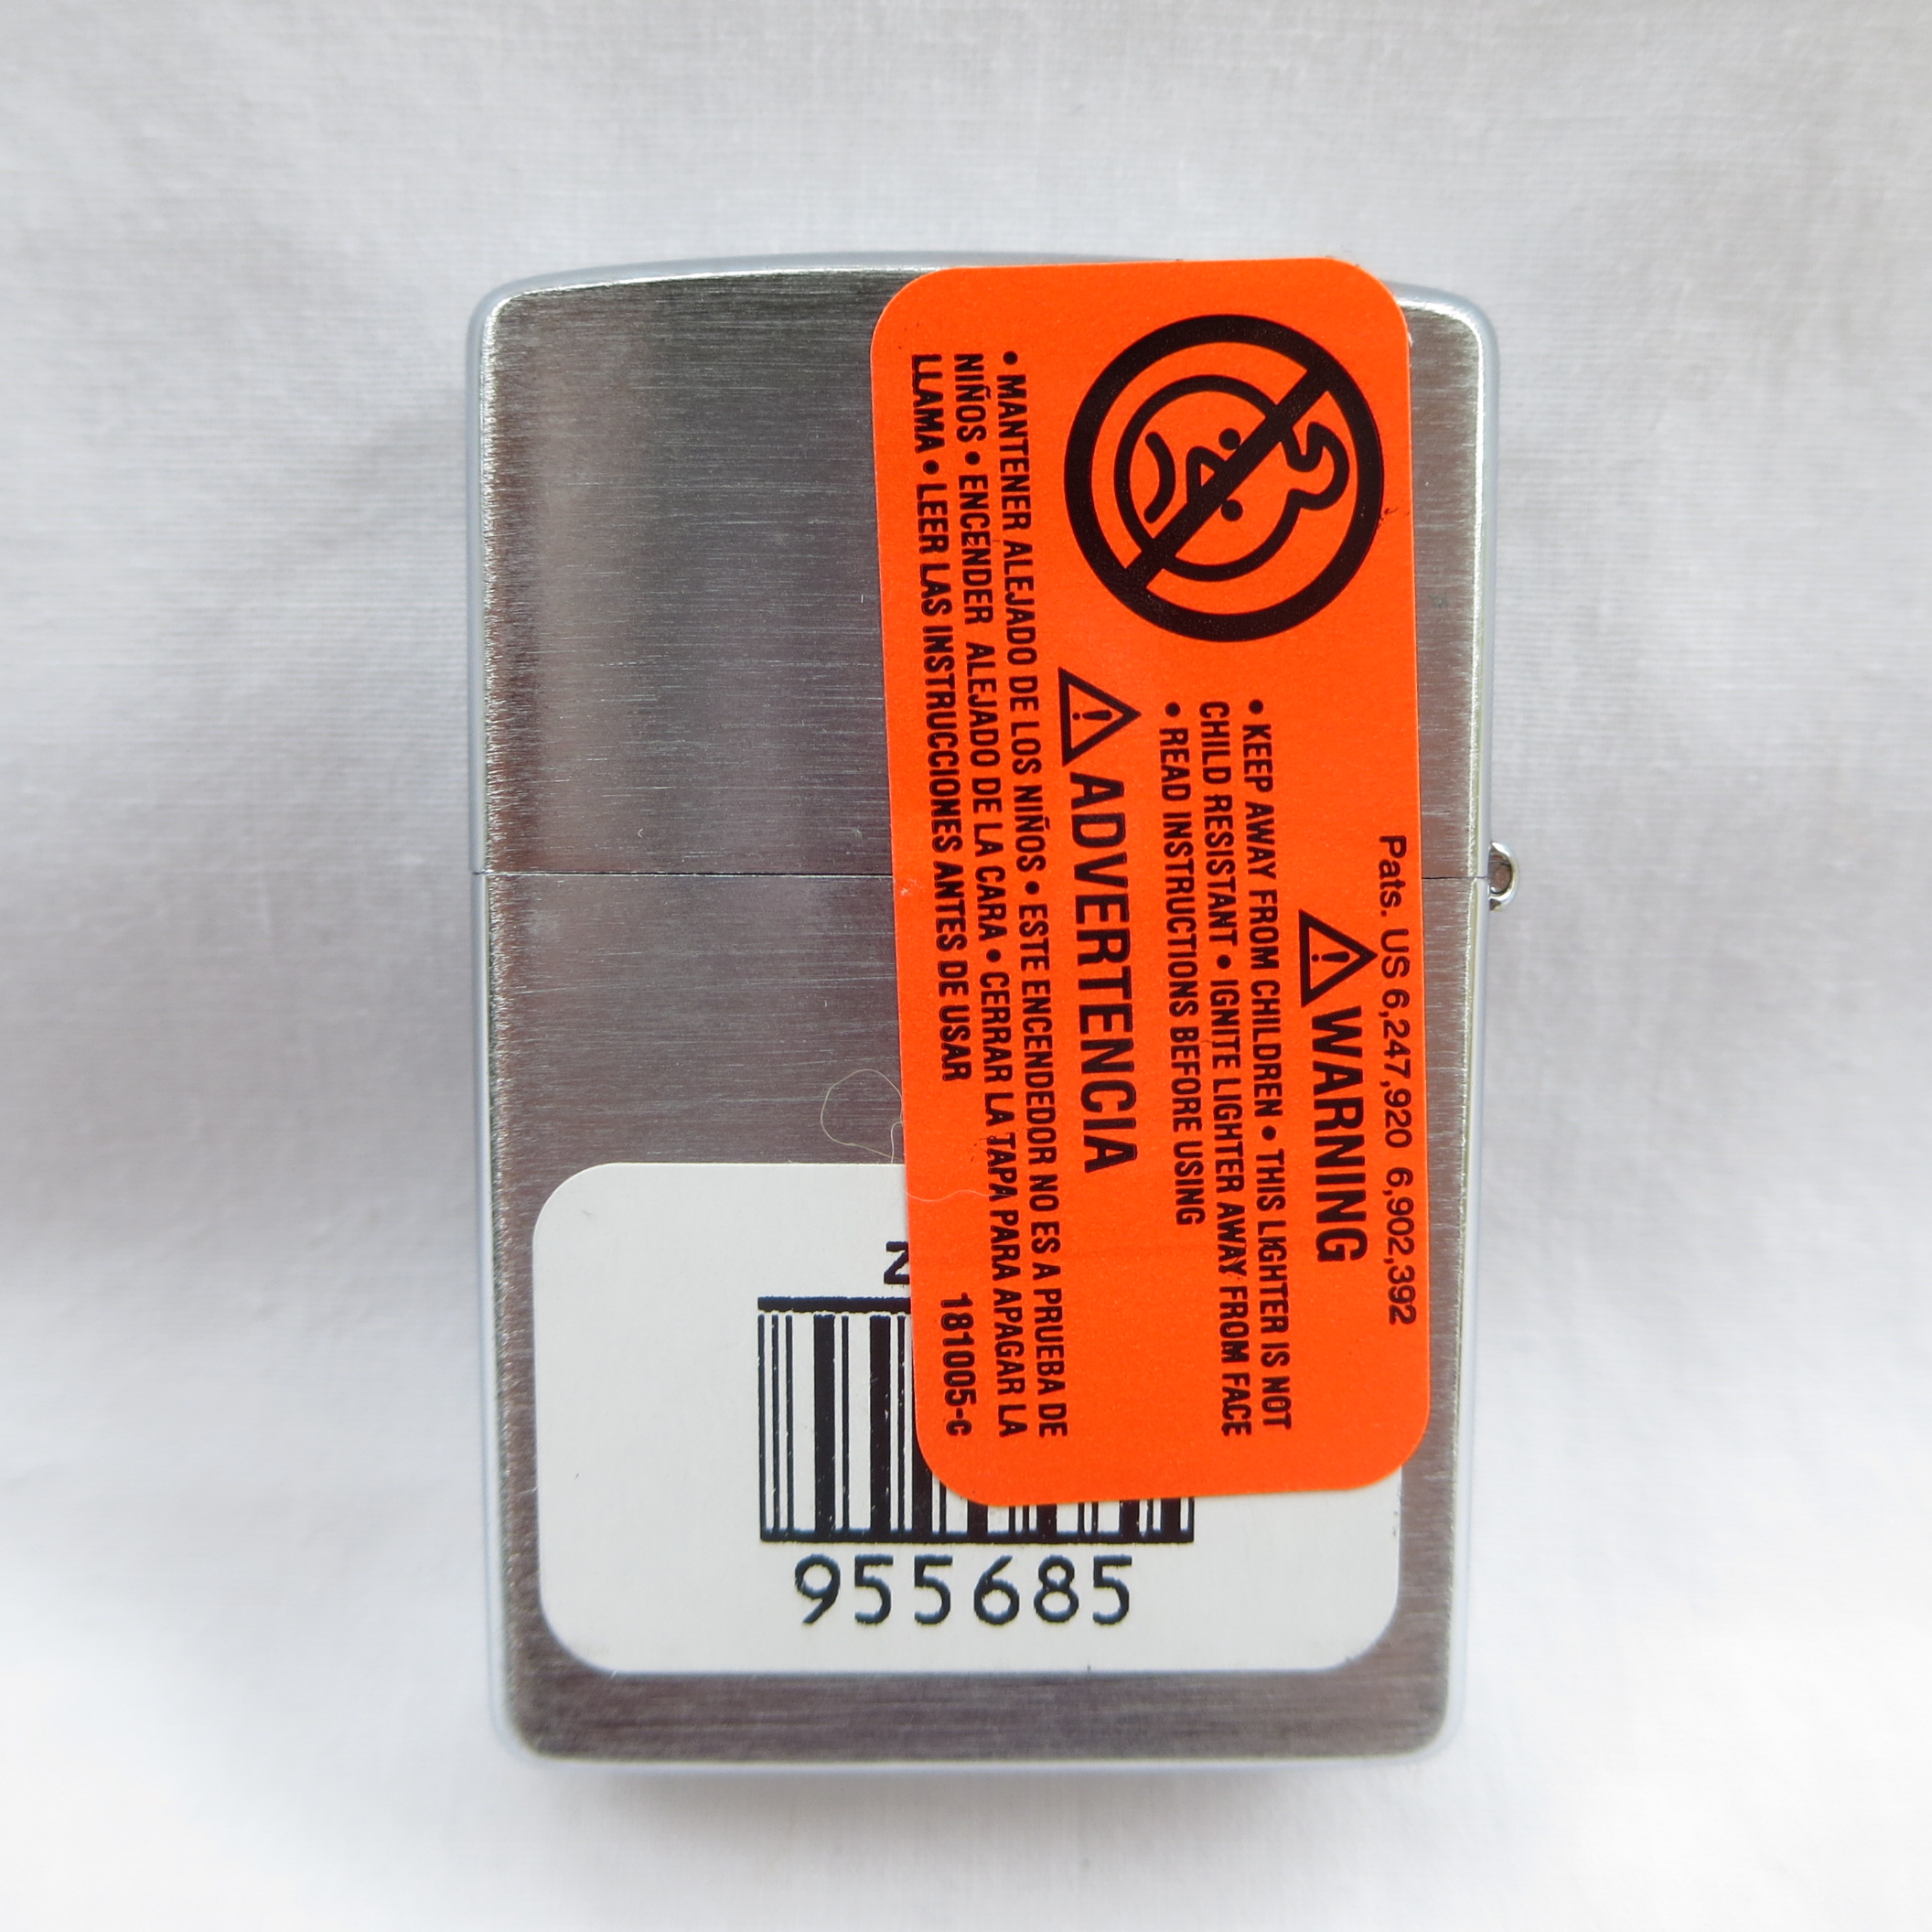 Pats. US 6,247,920 6,902,392
WARNING
• KEEP AWAY FROM CHILDREN • THIS LIGHTER IS NOT
CHILD RESISTANT • IGNITE LIGHTER AWAY FROM FACE
• READ INSTRUCTIONS BEFORE USING
ADVERTENCIA
• MANTENER ALEJADO DE LOS NIÑOS • ESTE ENCENDEDOR NO ES A PRUEBA DE
NIÑOS • ENCENDER ALEJADO DE LA CARA • CERRAR LA TAPA PARA APAGAR LA
LLAMA • LEER LAS INSTRUCCIONES ANTES DE USAR 181005-c
955685